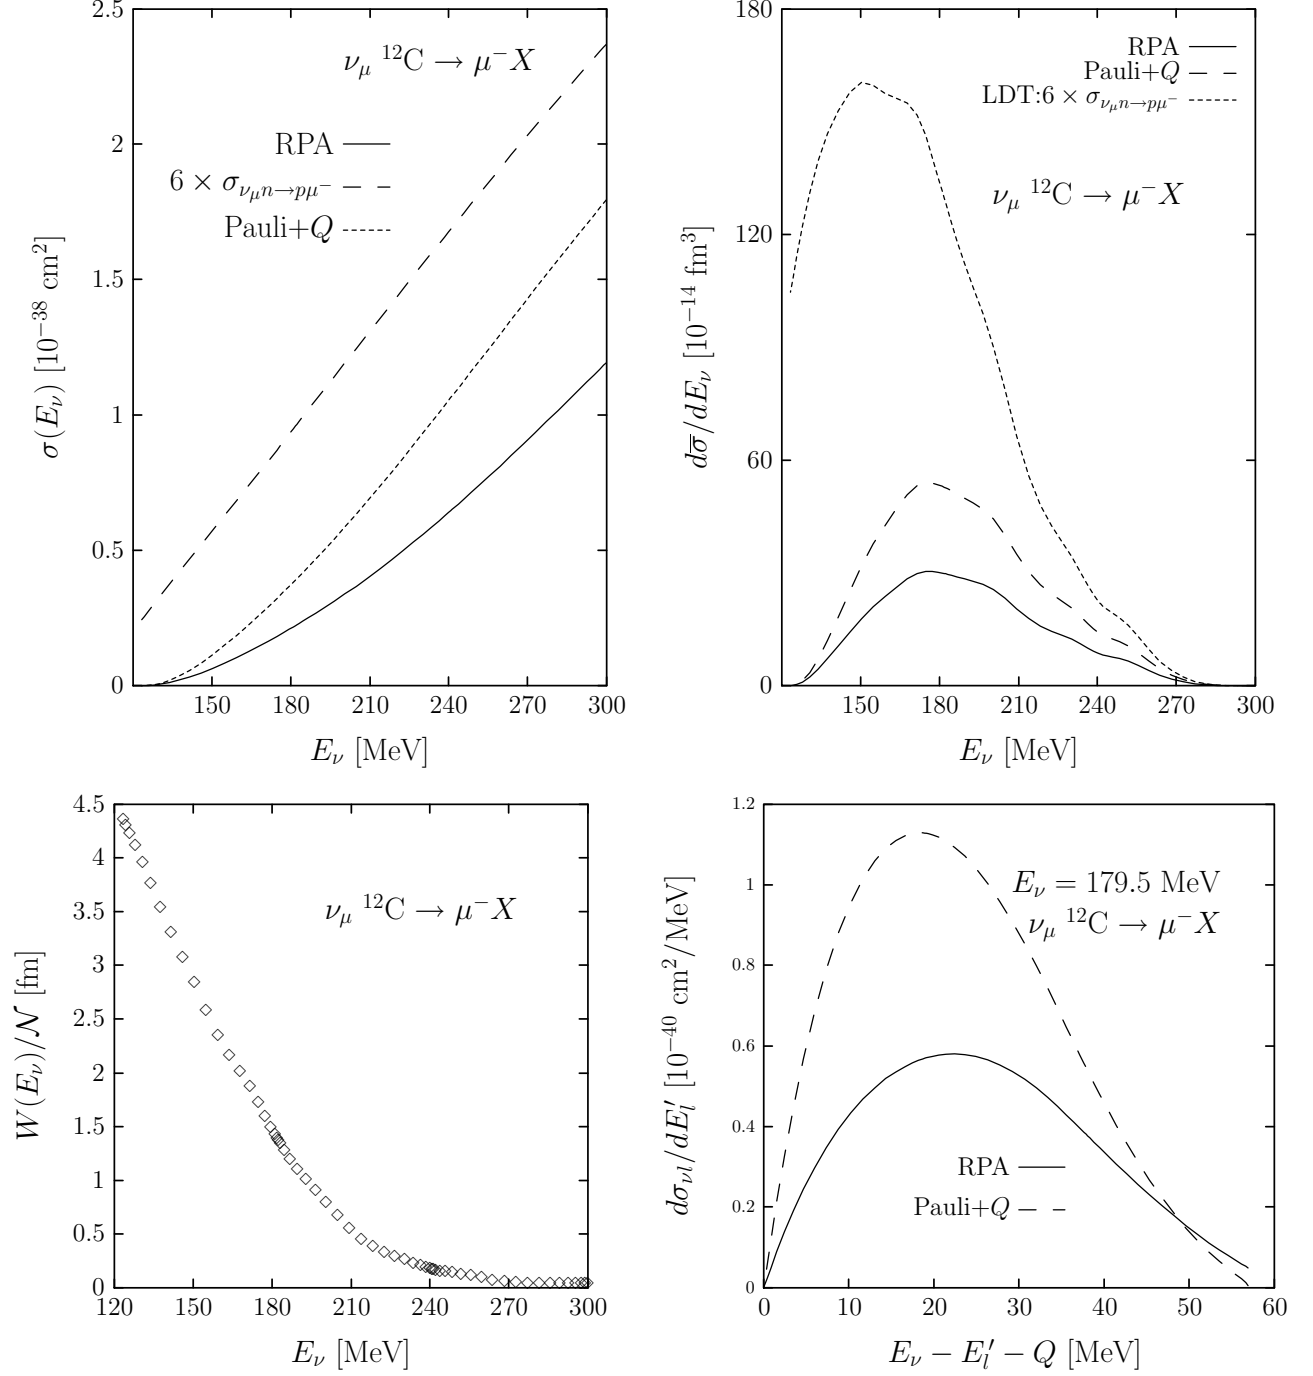 2.5
2
1.5
1
0.5
0
150
180
210
240
270
300
σ(E_ν) [10⁻³⁸ cm²]
E_ν [MeV]
ν_μ ¹²C → μ⁻X
RPA
6 × σ_{ν_μ n→pμ⁻}
Pauli+Q
180
120
60
0
150
180
210
240
270
300
dσ̿/dE_ν [10⁻¹⁴ fm³]
E_ν [MeV]
RPA
Pauli+Q
LDT:6 × σ_{ν_μ n→pμ⁻}
ν_μ ¹²C → μ⁻X
4.5
4
3.5
3
2.5
2
1.5
1
0.5
0
120
150
180
210
240
270
300
W(E_ν)/𝒩 [fm]
E_ν [MeV]
ν_μ ¹²C → μ⁻X
1.2
1
0.8
0.6
0.4
0.2
0
0
10
20
30
40
50
60
dσ_{νl}/dE′_l [10⁻⁴⁰ cm²/MeV]
E_ν − E′_l − Q [MeV]
E_ν = 179.5 MeV
ν_μ ¹²C → μ⁻X
RPA
Pauli+Q